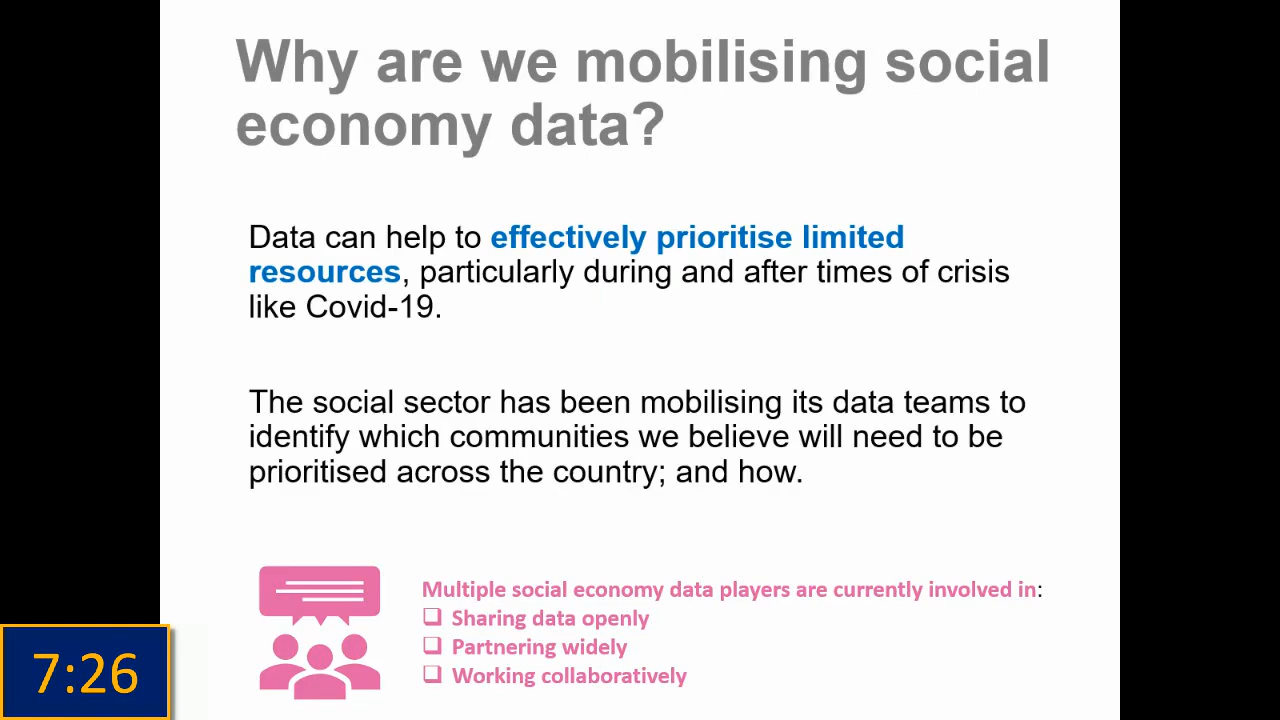 Why are we mobilising social
economy data?
Data can help to effectively prioritise limited
resources, particularly during and after times of crisis
like Covid-19.
The social sector has been mobilising its data teams to
identify which communities we believe will need to be
prioritised across the country; and how.
Multiple social economy data players are currently involved in:
Sharing data openly
Partnering widely
Working collaboratively
7:26